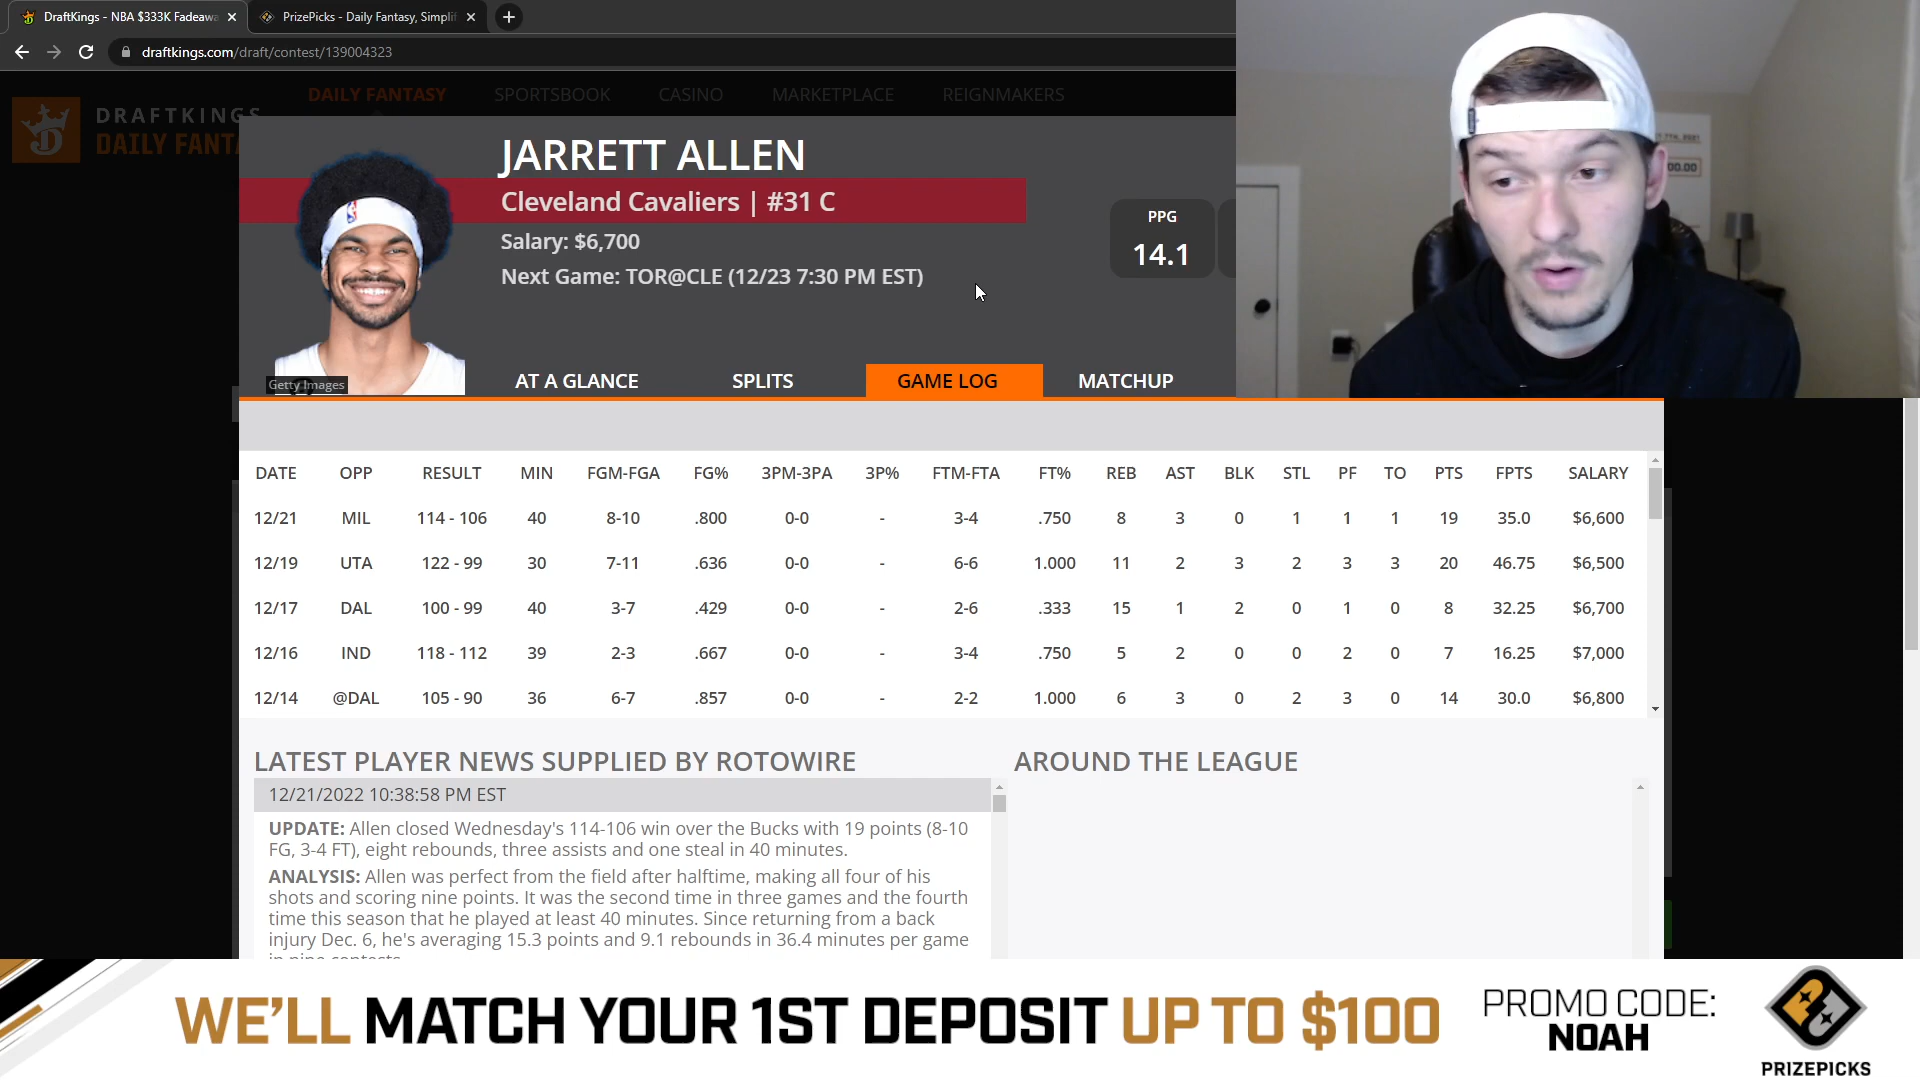 DraftKings - NBA $333K Fadeawa
PrizePicks - Daily Fantasy, Simplif
draftkings.com/draft/contest/139004323
DAILY FANTASY SPORTSBOOK CASINO MARKETPLACE REIGNMAKERS
DRAFTKINGS
DAILY FANTA
JARRETT ALLEN
Cleveland Cavaliers | #31 C
Salary: $6,700
Next Game: TOR@CLE (12/23 7:30 PM EST)
PPG
14.1
Getty Images
AT A GLANCE SPLITS GAME LOG MATCHUP
DATE OPP RESULT MIN FGM-FGA FG% 3PM-3PA 3P% FTM-FTA FT% REB AST BLK STL PF TO PTS FPTS SALARY
12/21 MIL 114 - 106 40 8-10 .800 0-0 - 3-4 .750 8 3 0 1 1 1 19 35.0 $6,600
12/19 UTA 122 - 99 30 7-11 .636 0-0 - 6-6 1.000 11 2 3 2 3 3 20 46.75 $6,500
12/17 DAL 100 - 99 40 3-7 .429 0-0 - 2-6 .333 15 1 2 0 1 0 8 32.25 $6,700
12/16 IND 118 - 112 39 2-3 .667 0-0 - 3-4 .750 5 2 0 0 2 0 7 16.25 $7,000
12/14 @DAL 105 - 90 36 6-7 .857 0-0 - 2-2 1.000 6 3 0 2 3 0 14 30.0 $6,800
LATEST PLAYER NEWS SUPPLIED BY ROTOWIRE
12/21/2022 10:38:58 PM EST
UPDATE: Allen closed Wednesday's 114-106 win over the Bucks with 19 points (8-10
FG, 3-4 FT), eight rebounds, three assists and one steal in 40 minutes.
ANALYSIS: Allen was perfect from the field after halftime, making all four of his
shots and scoring nine points. It was the second time in three games and the fourth
time this season that he played at least 40 minutes. Since returning from a back
injury Dec. 6, he's averaging 15.3 points and 9.1 rebounds in 36.4 minutes per game
in nine contests.
AROUND THE LEAGUE
WE'LL MATCH YOUR 1ST DEPOSIT UP TO $100
PROMO CODE:
NOAH
PRIZEPICKS